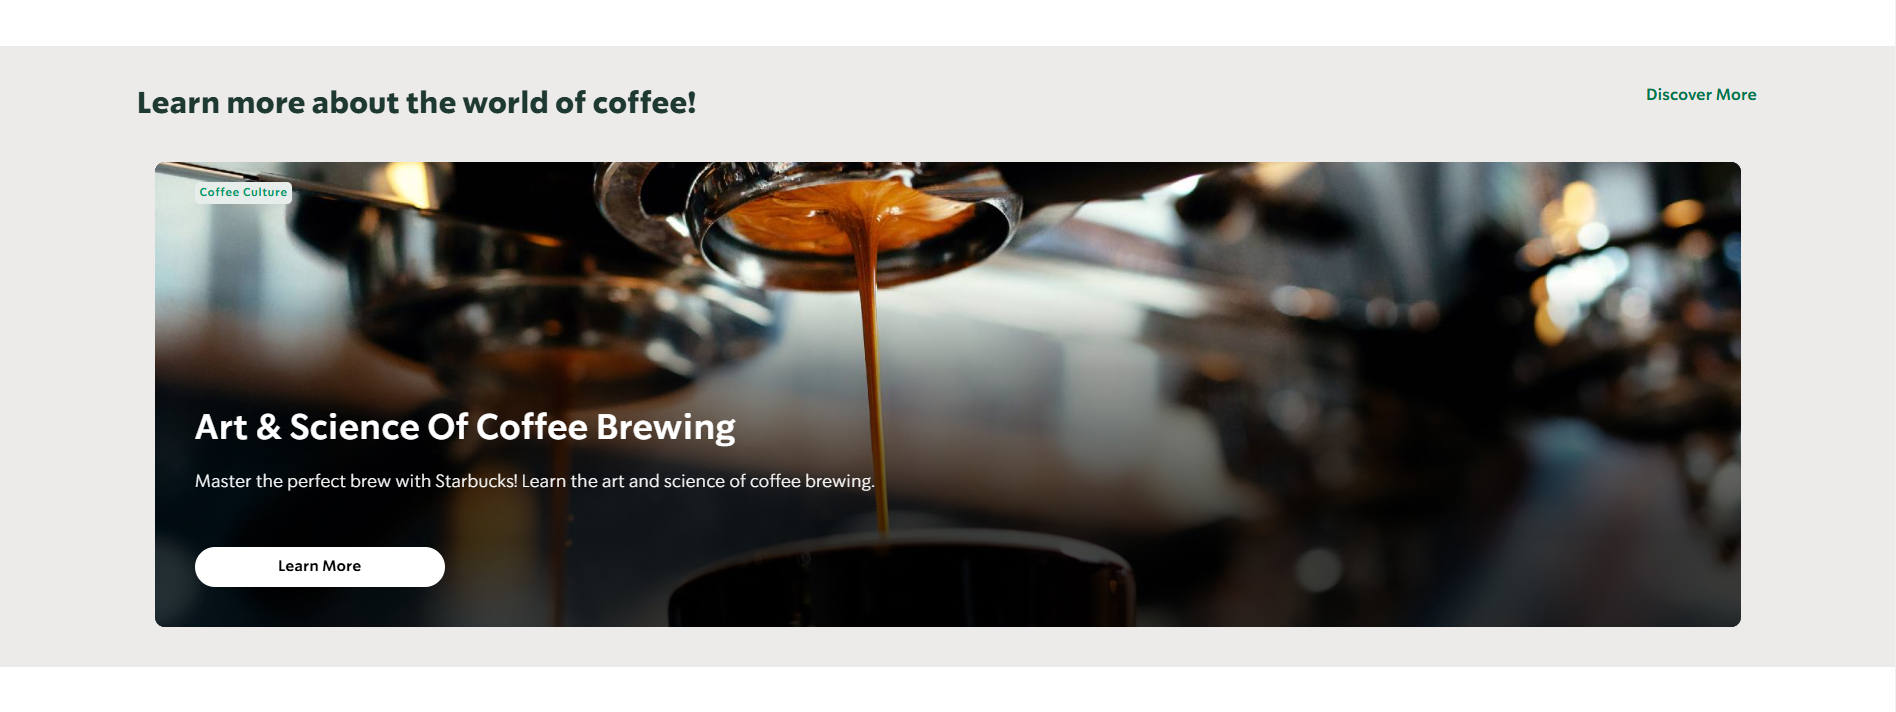 Learn more about the world of coffee!
Discover More
Coffee Culture
Art & Science Of Coffee Brewing
Master the perfect brew with Starbucks! Learn the art and science of coffee brewing.
Learn More